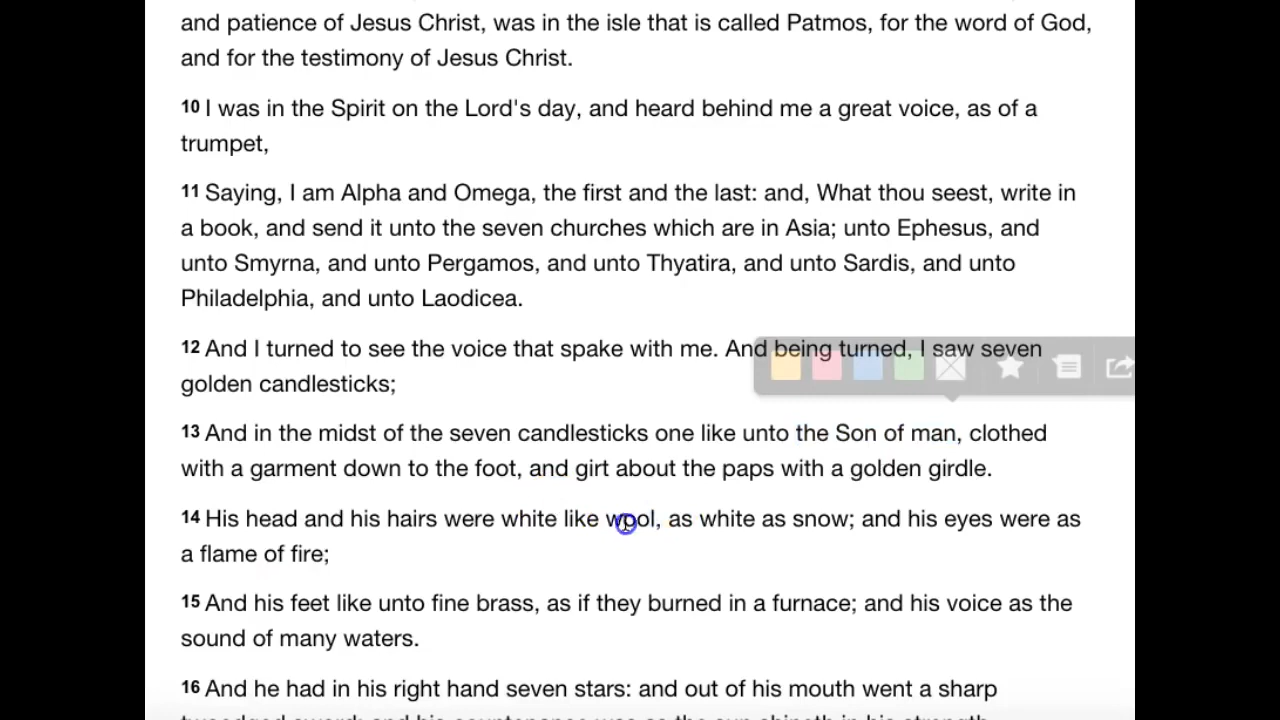 and patience of Jesus Christ, was in the isle that is called Patmos, for the word of God,
and for the testimony of Jesus Christ.
10 I was in the Spirit on the Lord's day, and heard behind me a great voice, as of a
trumpet,
11 Saying, I am Alpha and Omega, the first and the last: and, What thou seest, write in
a book, and send it unto the seven churches which are in Asia; unto Ephesus, and
unto Smyrna, and unto Pergamos, and unto Thyatira, and unto Sardis, and unto
Philadelphia, and unto Laodicea.
12 And I turned to see the voice that spake with me. And being turned, I saw seven
golden candlesticks;
13 And in the midst of the seven candlesticks one like unto the Son of man, clothed
with a garment down to the foot, and girt about the paps with a golden girdle.
14 His head and his hairs were white like wool, as white as snow; and his eyes were as
a flame of fire;
15 And his feet like unto fine brass, as if they burned in a furnace; and his voice as the
sound of many waters.
16 And he had in his right hand seven stars: and out of his mouth went a sharp